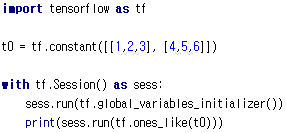 import tensorflow as tf
t0 = tf.constant([[1,2,3], [4,5,6]])
with tf.Session() as sess:
    sess.run(tf.global_variables_initializer())
    print(sess.run(tf.ones_like(t0)))